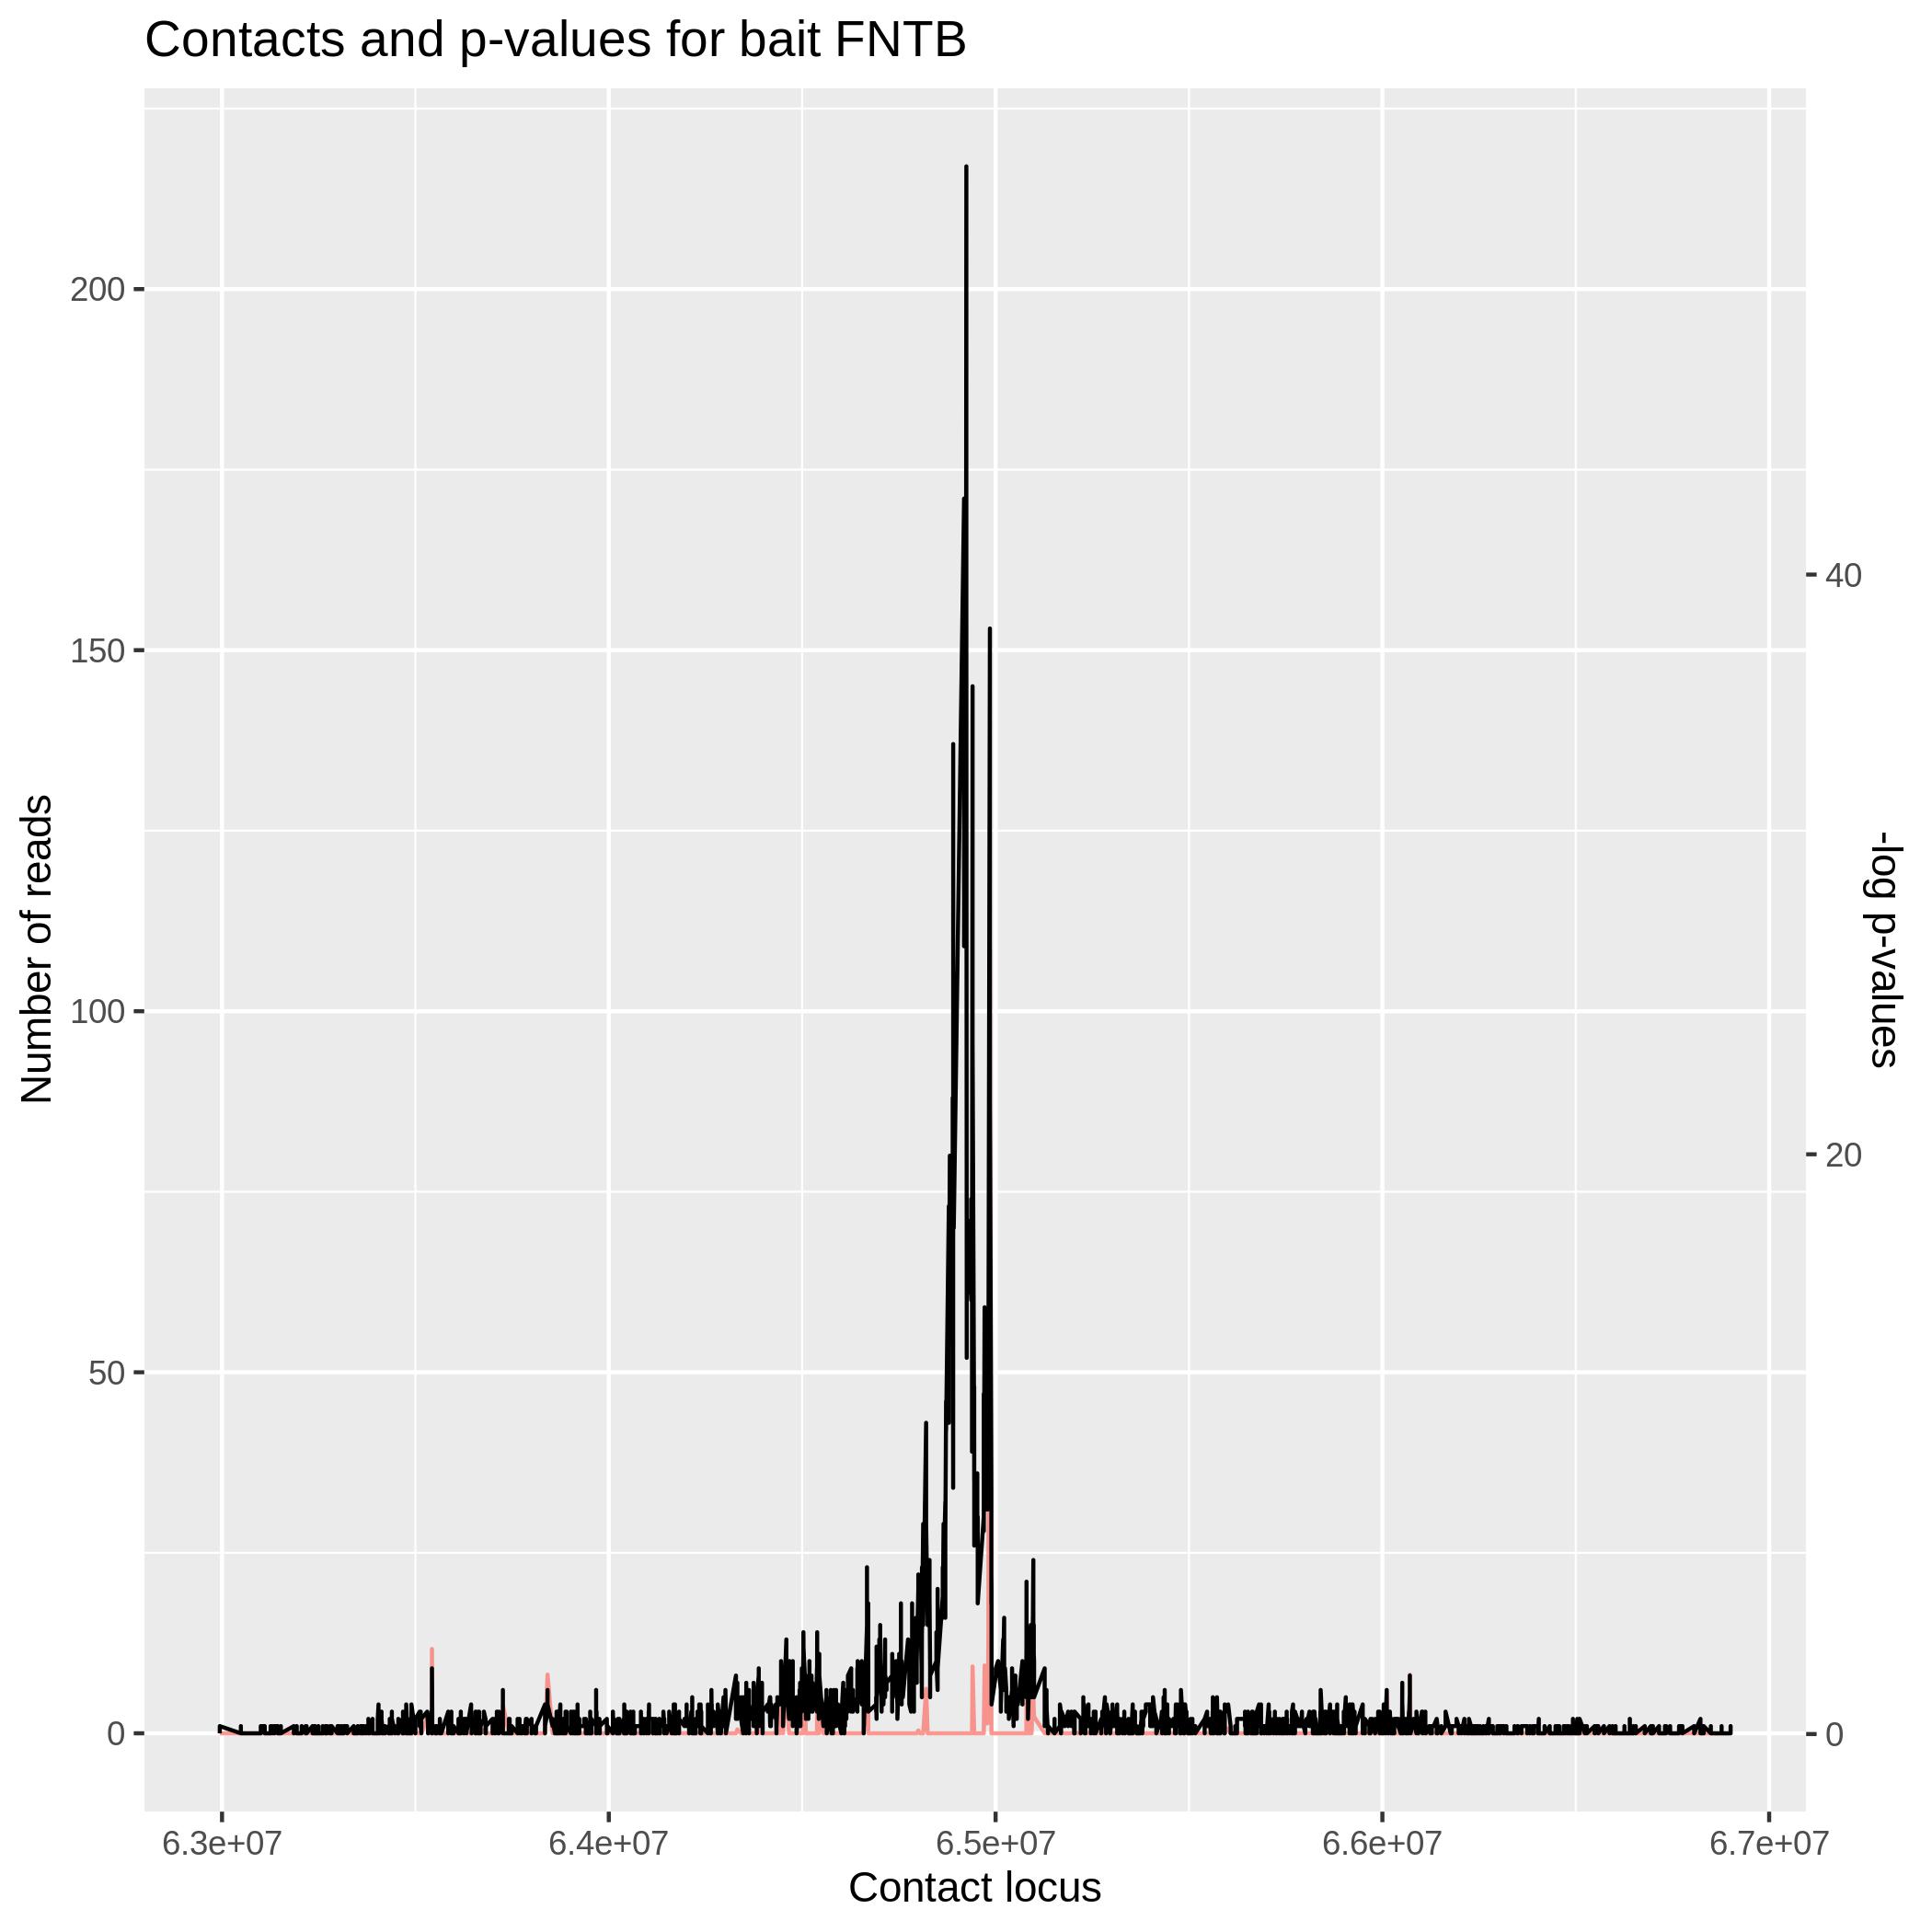 Contacts and p-values for bait FNTB
200
150
100
50
0
Number of reads
40
20
0
-log p-values
6.3e+07
6.4e+07
6.5e+07
6.6e+07
6.7e+07
Contact locus